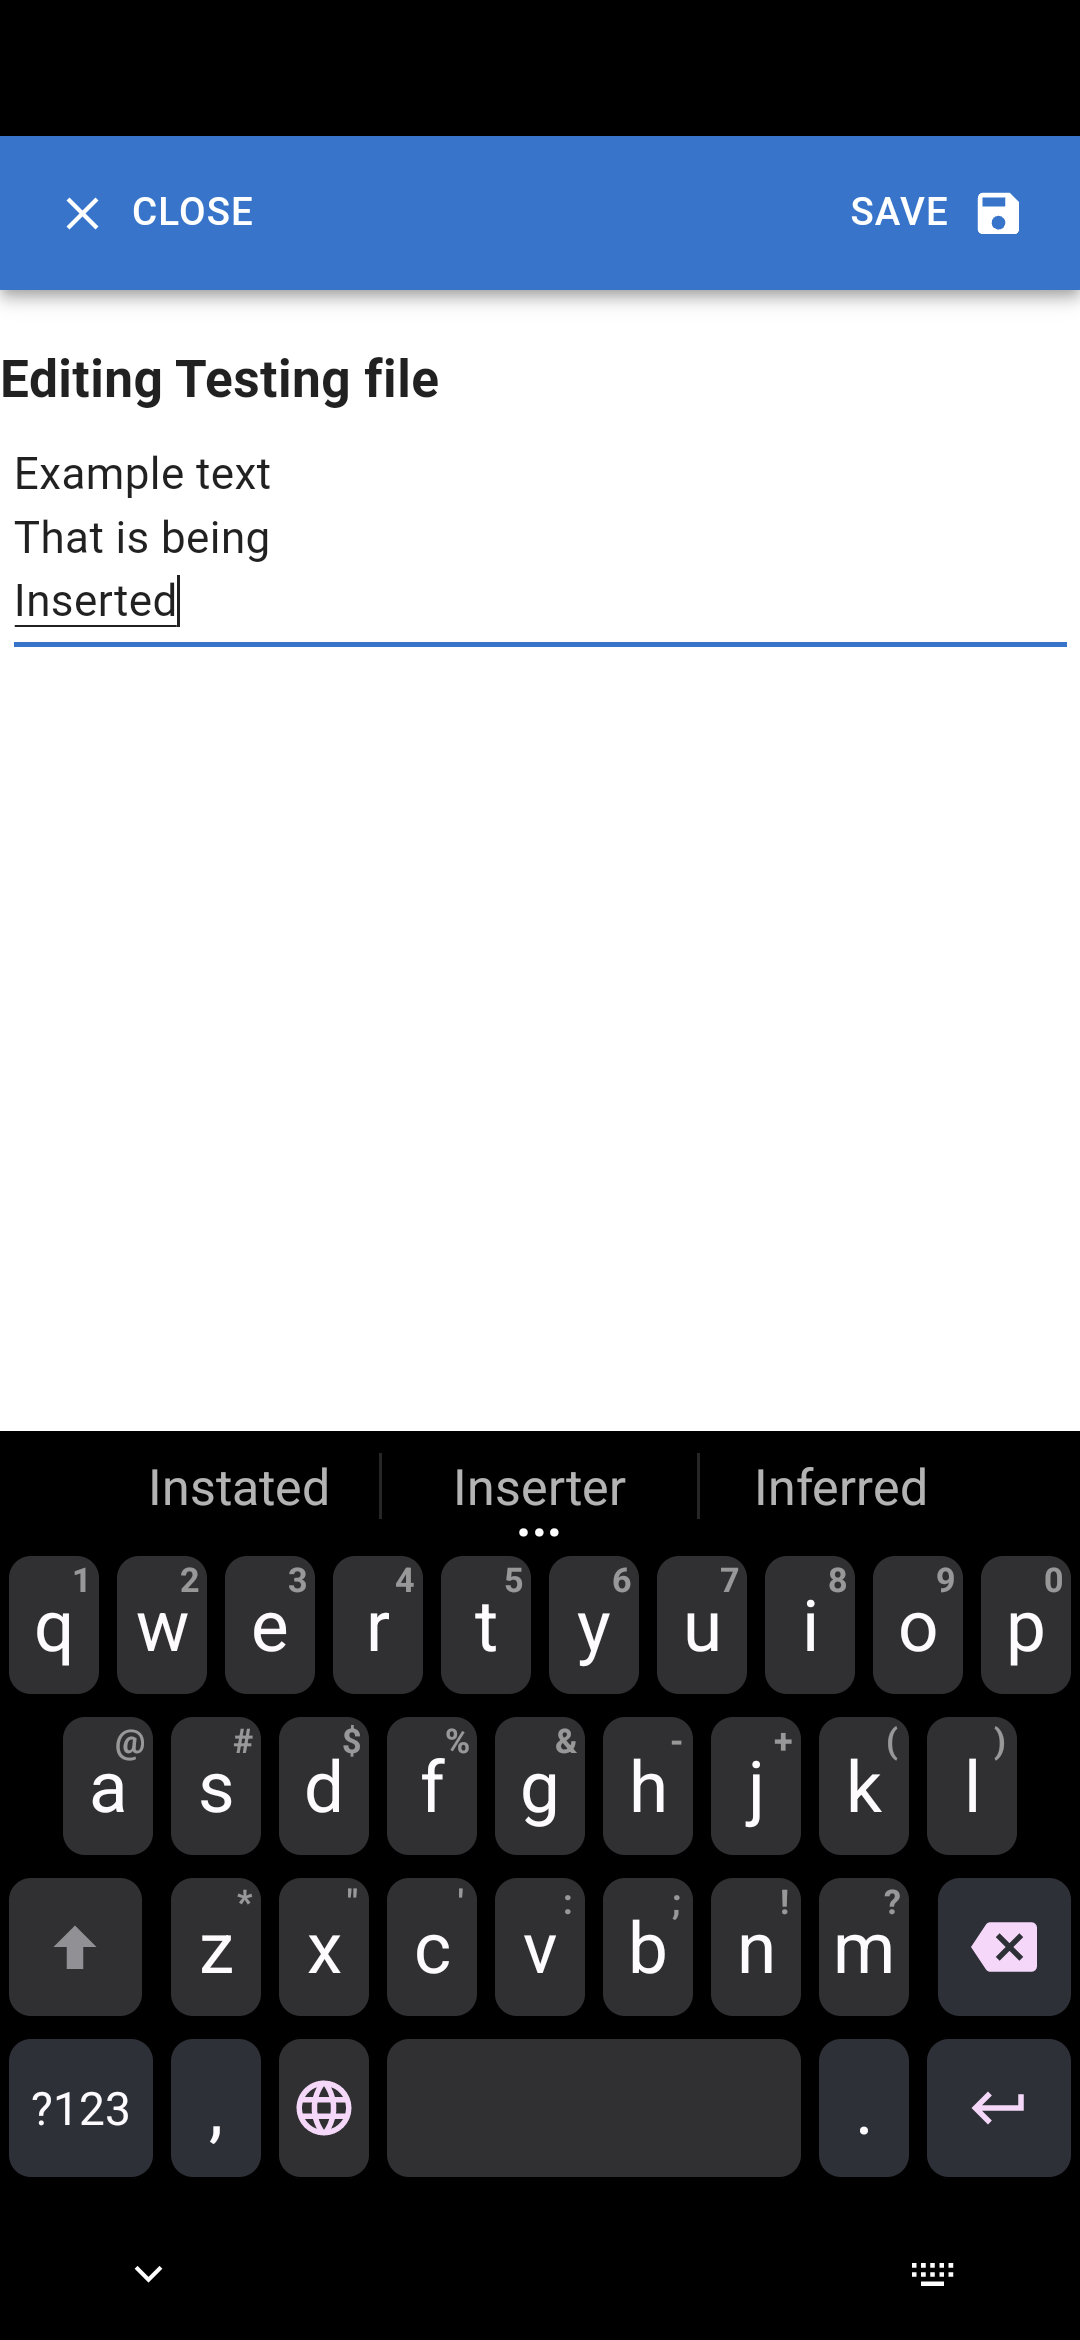 CLOSE
SAVE
Editing Testing file
Example text
That is being
Inserted
Instated
Inserter
Inferred
q 1 w 2 e 3 r 4 t 5 y 6 u 7 i 8 o 9 p 0
a @ s # d $ f % g & h - j + k ( l )
z * x " c ' v : b ; n ! m ?
?123 , .